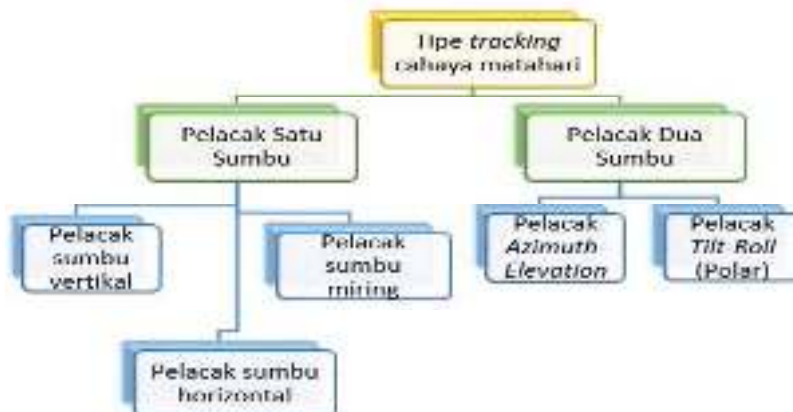 Tipe tracking
cahaya matahari
Pelacak Satu
Sumbu
Pelacak Dua
Sumbu
Pelacak
sumbu
vertikal
Pelacak
sumbu
miring
Pelacak
Azimuth
Elevation
Pelacak
Tilt Roll
(Polar)
Pelacak sumbu
horizontal